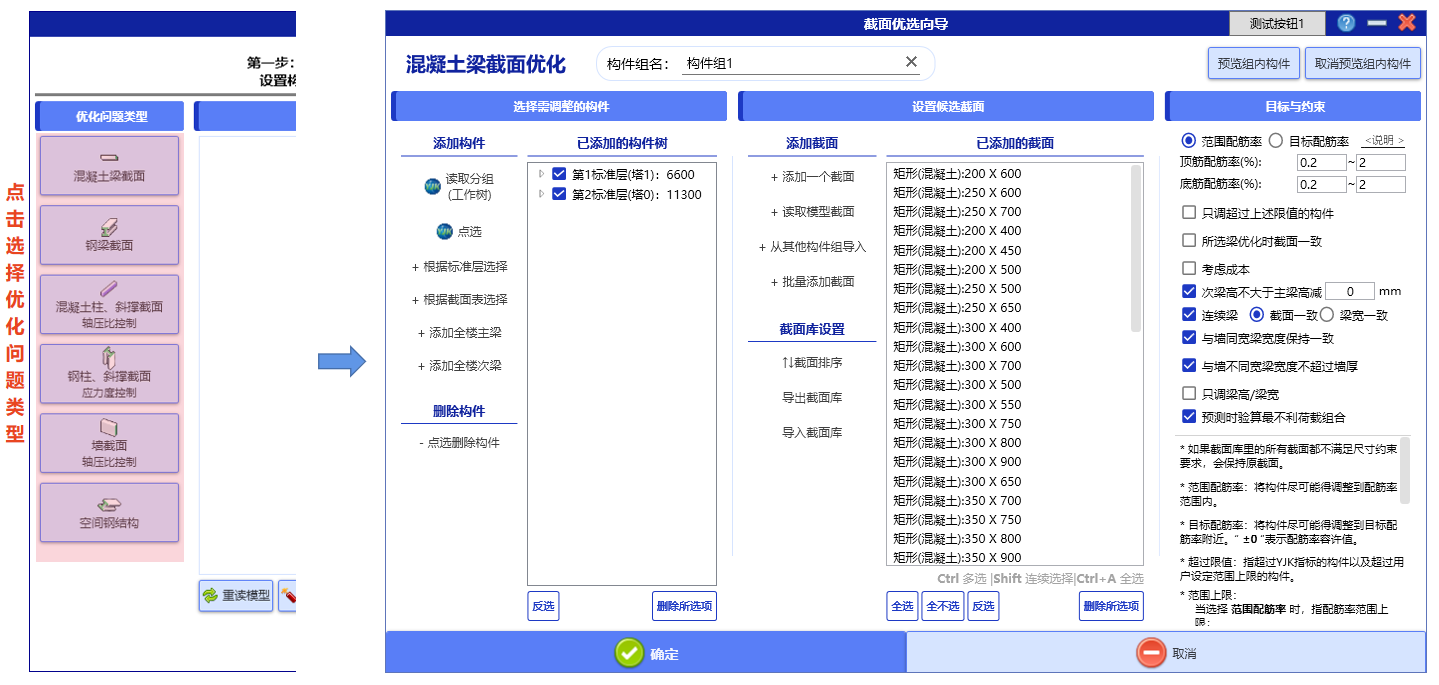 点击选择优化问题类型
第一步：
设置构
优化问题类型
混凝土梁截面
钢梁截面
混凝土柱、斜撑截面
轴压比控制
钢柱、斜撑截面
应力度控制
墙截面
轴压比控制
空间钢结构
重读模型
截面优选向导
测试按钮1
混凝土梁截面优化
构件组名：
构件组1
预览组内构件
取消预览组内构件
选择需调整的构件
添加构件
读取分组
(工作树)
点选
+ 根据标准层选择
+ 根据截面表选择
+ 添加全楼主梁
+ 添加全楼次梁
删除构件
- 点选删除构件
已添加的构件树
第1标准层(塔1)：6600
第2标准层(塔0)：11300
反选
删除所选项
设置候选截面
添加截面
+ 添加一个截面
+ 读取模型截面
+ 从其他构件组导入
+ 批量添加截面
截面库设置
↑↓截面排序
导出截面库
导入截面库
已添加的截面
矩形(混凝土):200 X 600
矩形(混凝土):250 X 600
矩形(混凝土):250 X 700
矩形(混凝土):200 X 400
矩形(混凝土):200 X 450
矩形(混凝土):200 X 500
矩形(混凝土):250 X 500
矩形(混凝土):250 X 650
矩形(混凝土):300 X 400
矩形(混凝土):300 X 600
矩形(混凝土):300 X 700
矩形(混凝土):300 X 500
矩形(混凝土):300 X 550
矩形(混凝土):300 X 750
矩形(混凝土):300 X 800
矩形(混凝土):300 X 900
矩形(混凝土):300 X 650
矩形(混凝土):350 X 700
矩形(混凝土):350 X 750
矩形(混凝土):350 X 800
矩形(混凝土):350 X 900
Ctrl 多选 |Shift 连续选择|Ctrl+A 全选
全选
全不选
反选
删除所选项
目标与约束
范围配筋率 目标配筋率 <说明 >
顶筋配筋率(%): 0.2 ~ 2
底筋配筋率(%): 0.2 ~ 2
只调超过上述限值的构件
所选梁优化时截面一致
考虑成本
次梁高不大于主梁高减 0 mm
连续梁 截面一致 梁宽一致
与墙同宽梁宽度保持一致
与墙不同宽梁宽度不超过墙厚
只调梁高/梁宽
预测时验算最不利荷载组合
* 如果截面库里的所有截面都不满足尺寸约束
要求，会保持原截面。
* 范围配筋率：将构件尽可能得调整到配筋率
范围内。
* 目标配筋率：将构件尽可能得调整到目标配
筋率附近。“ ±0 ”表示配筋率容许值。
* 超过限值：指超过YJK指标的构件以及超过用
户设定范围上限的构件。
* 范围上限：
当选择 范围配筋率 时，指配筋率范围上
限；
确定
取消